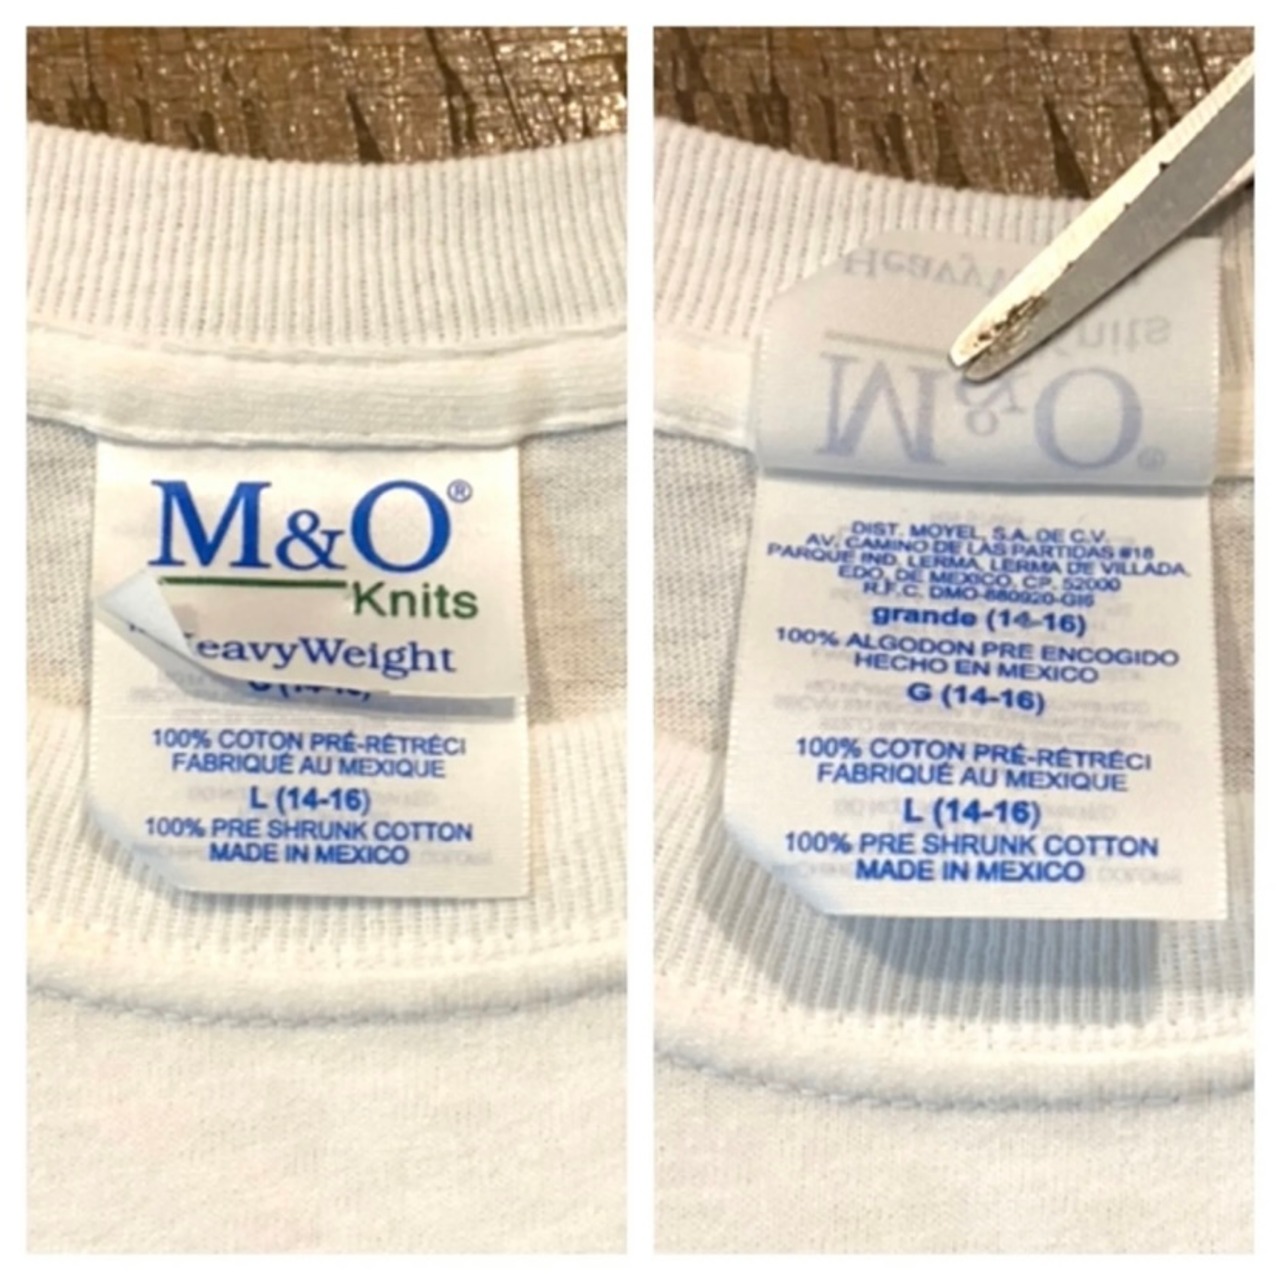 M&O®
Knits
eavyWeight
100% COTON PRÉ-RÉTRÉCI
FABRIQUÉ AU MEXIQUE
L (14-16)
100% PRE SHRUNK COTTON
MADE IN MEXICO
Knits
M&O®
DIST. MOYEL, S.A. DE C.V.
AV. CAMINO DE LAS PARTIDAS #18
PARQUE IND. LERMA, LERMA DE VILLADA,
EDO. DE MEXICO, CP. 52000
R.F.C. DMO-880920-GI6
grande (14-16)
100% ALGODON PRE ENCOGIDO
HECHO EN MEXICO
G (14-16)
100% COTON PRÉ-RÉTRÉCI
FABRIQUÉ AU MEXIQUE
L (14-16)
100% PRE SHRUNK COTTON
MADE IN MEXICO